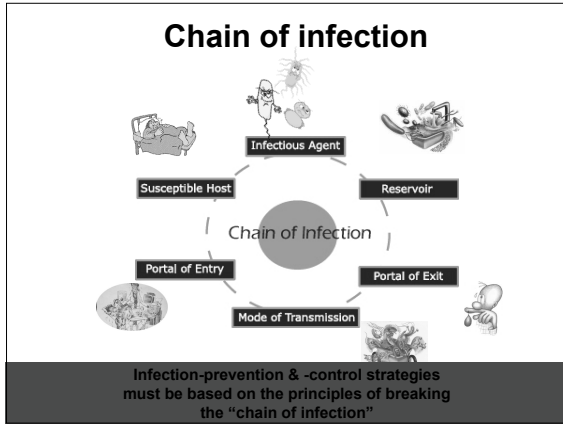 Chain of infection
Infectious Agent
Susceptible Host
Reservoir
Chain of Infection
Portal of Entry
Portal of Exit
Mode of Transmission
Infection-prevention & -control strategies
must be based on the principles of breaking
the “chain of infection”